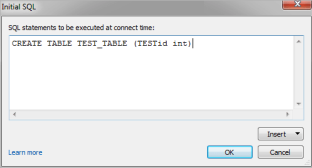 Initial SQL
SQL statements to be executed at connect time:
CREATE TABLE TEST_TABLE (TESTid int)
Insert
Learn more
OK
Cancel